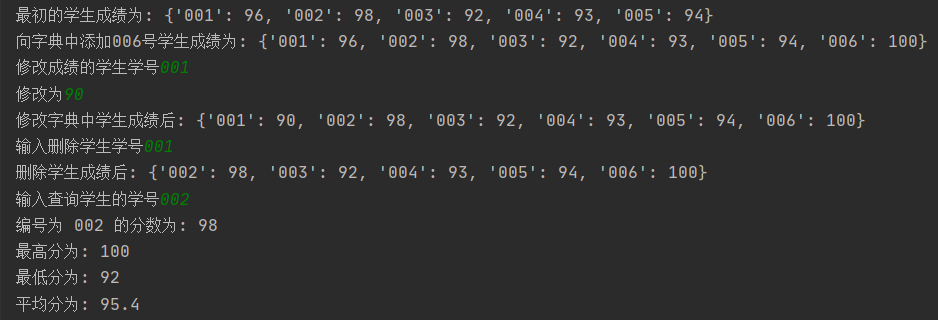 最初的学生成绩为: {'001': 96, '002': 98, '003': 92, '004': 93, '005': 94}
向字典中添加006号学生成绩为: {'001': 96, '002': 98, '003': 92, '004': 93, '005': 94, '006': 100}
修改成绩的学生学号001
修改为90
修改字典中学生成绩后: {'001': 90, '002': 98, '003': 92, '004': 93, '005': 94, '006': 100}
输入删除学生学号001
删除学生成绩后: {'002': 98, '003': 92, '004': 93, '005': 94, '006': 100}
输入查询学生的学号002
编号为 002 的分数为: 98
最高分为: 100
最低分为: 92
平均分为: 95.4